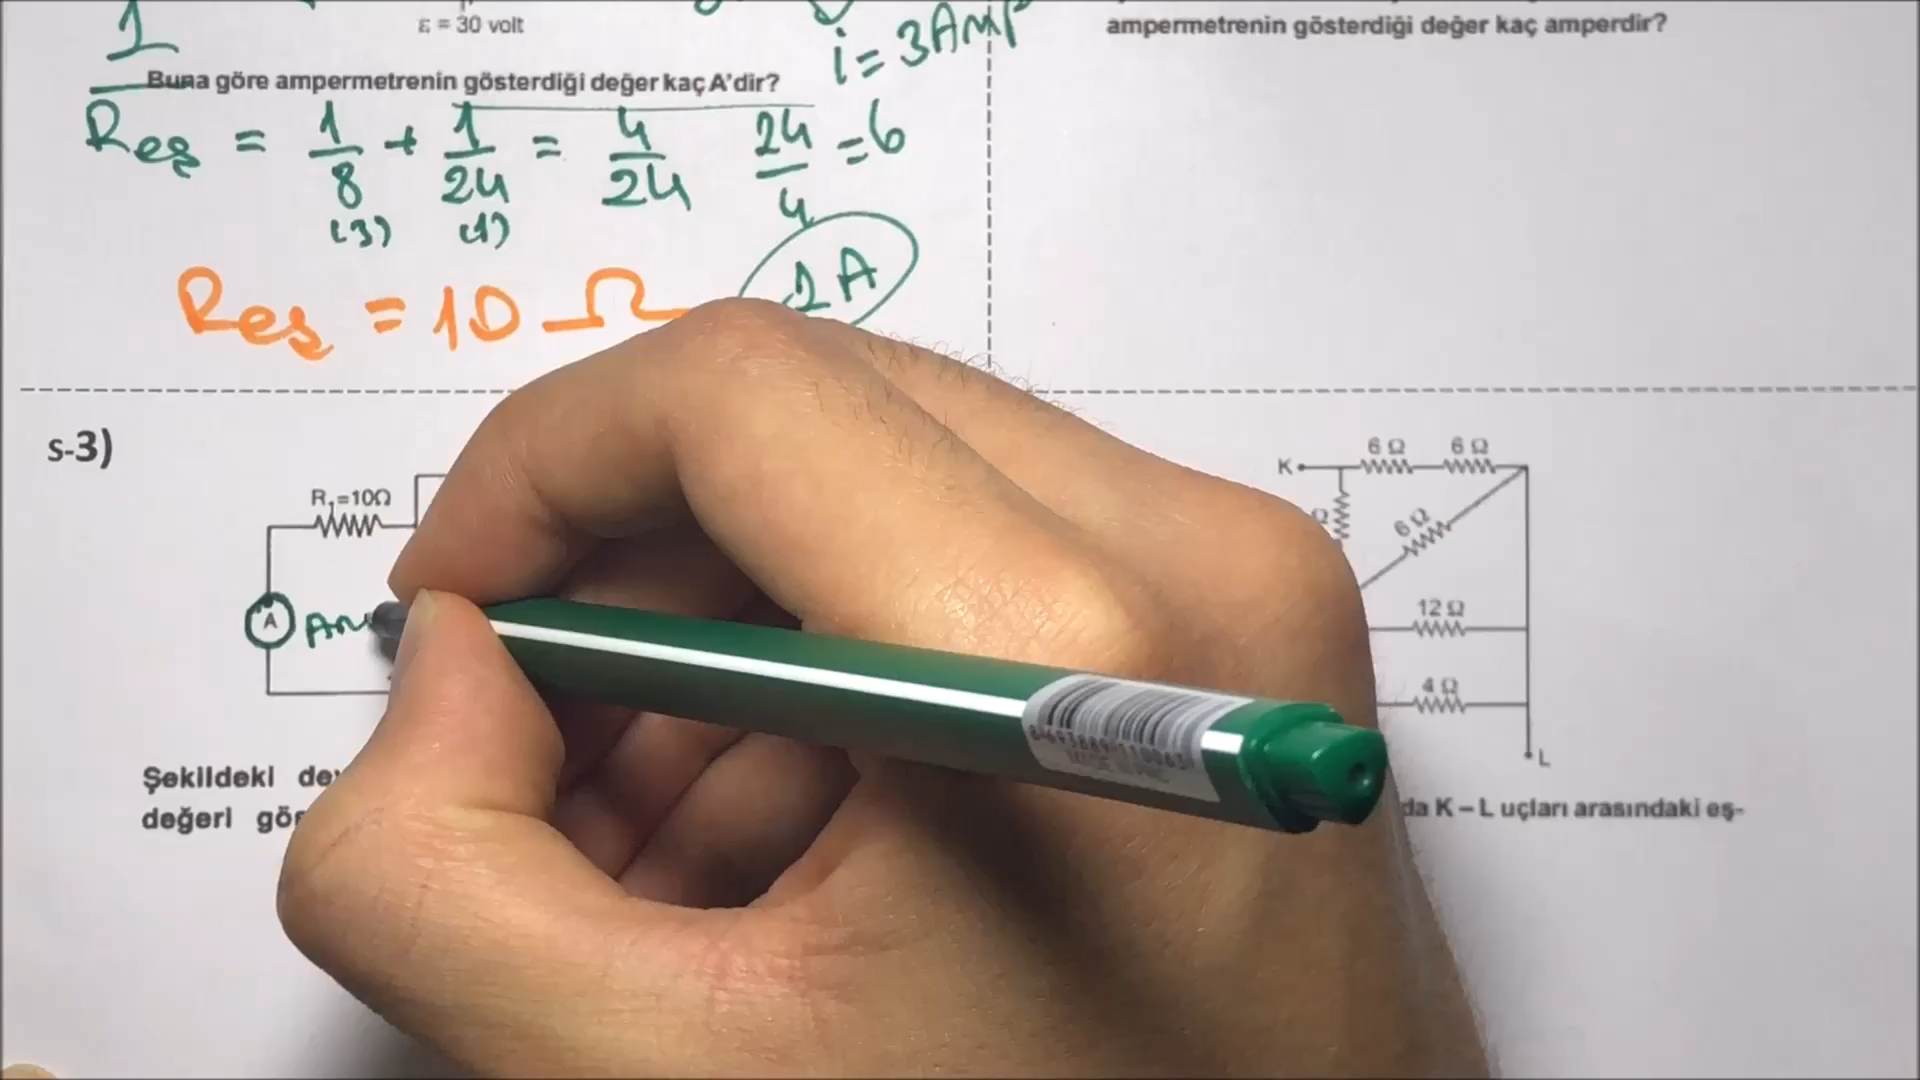 1
ε = 30 volt
i = 3 Amp
ampermetrenin gösterdiği değer kaç amperdir?
Buna göre ampermetrenin gösterdiği değer kaç A'dir?
Reş = 1/8 + 1/24 = 4/24 24/4 = 6
(3) (1)
Reş = 10 Ω
1A
s-3)
R1=10Ω
A
K
6 Ω 6 Ω
Ω
6 Ω
12 Ω
4 Ω
L
Şekildeki
değeri
da K – L uçları arasındaki eş-